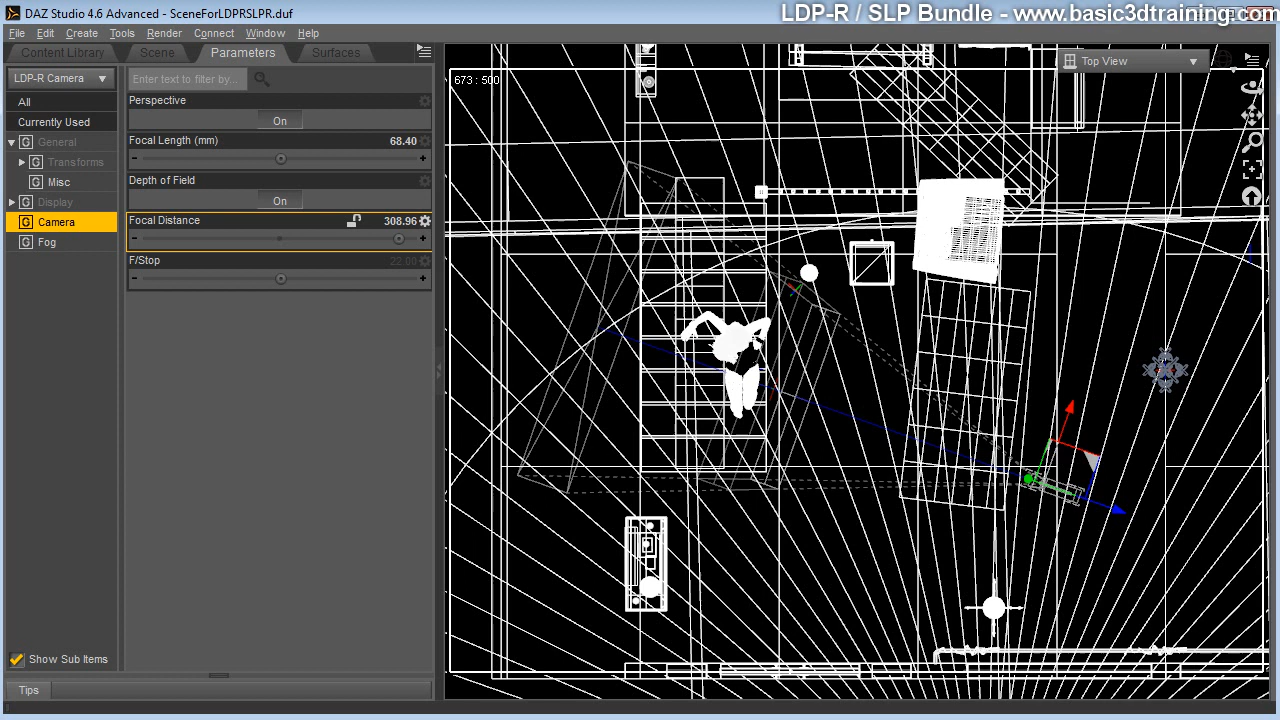 DAZ Studio 4.6 Advanced - SceneForLDPRSLPR.duf
LDP-R / SLP Bundle - www.basic3dtraining.com
File Edit Create Tools Render Connect Window Help
Content Library Scene Parameters Surfaces
LDP-R Camera
Enter text to filter by...
All
Currently Used
General
Transforms
Misc
Display
Camera
Fog
Perspective
On
Focal Length (mm) 68.40
Depth of Field
On
Focal Distance 308.96
F/Stop 22.00
673 : 500
Top View
Show Sub Items
Tips